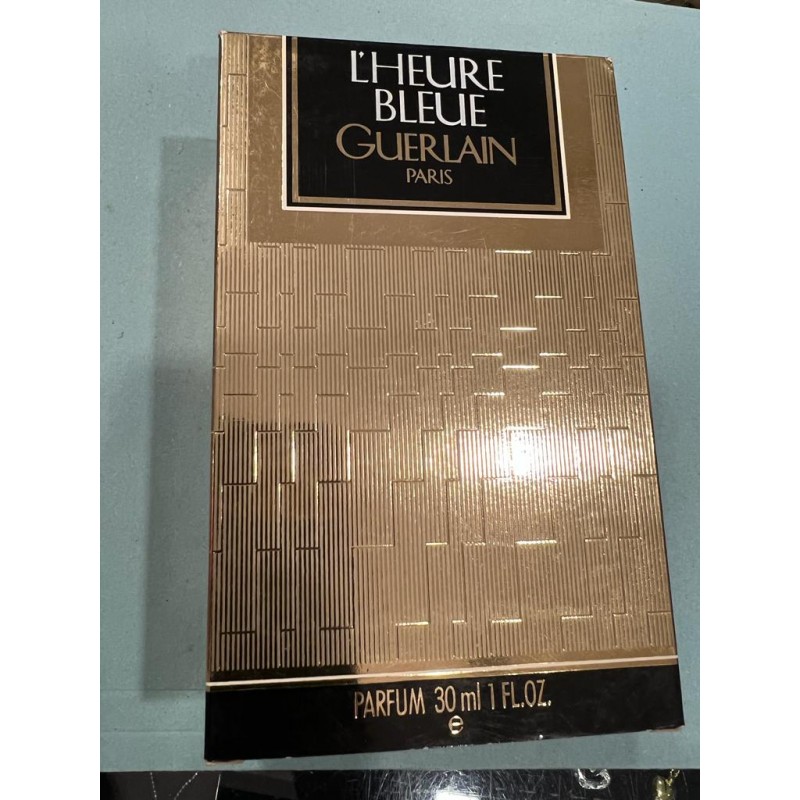 L'HEURE
BLEUE
GUERLAIN
PARIS
PARFUM 30 ml 1 FL.OZ.
℮